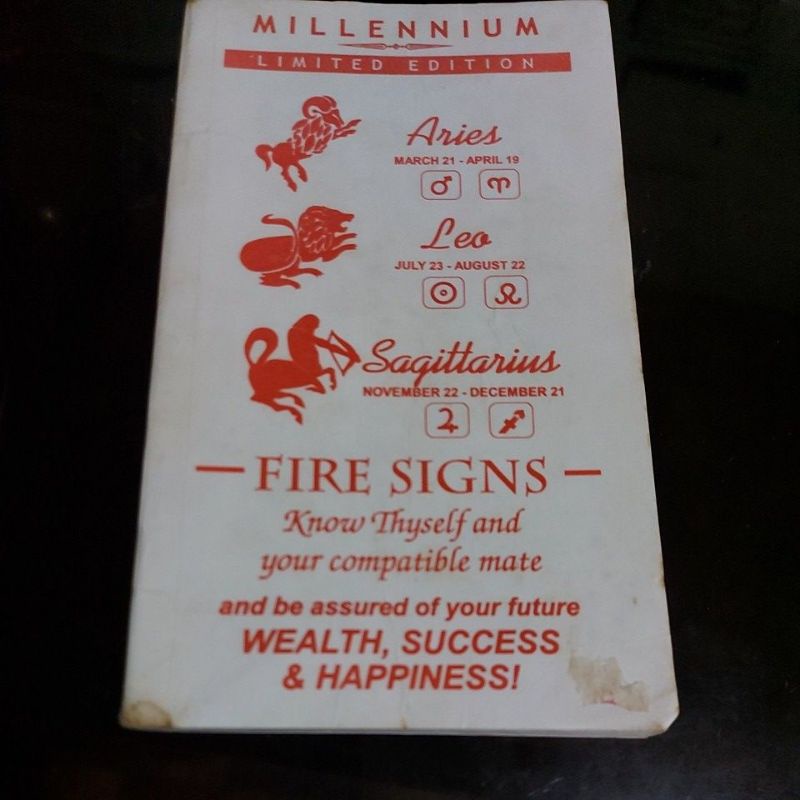 MILLENNIUM
LIMITED EDITION
Aries
MARCH 21 - APRIL 19
♂ ♈
Leo
JULY 23 - AUGUST 22
☉ ♌
Sagittarius
NOVEMBER 22 - DECEMBER 21
♃ ♐
— FIRE SIGNS —
Know Thyself and
your compatible mate
and be assured of your future
WEALTH, SUCCESS
& HAPPINESS!